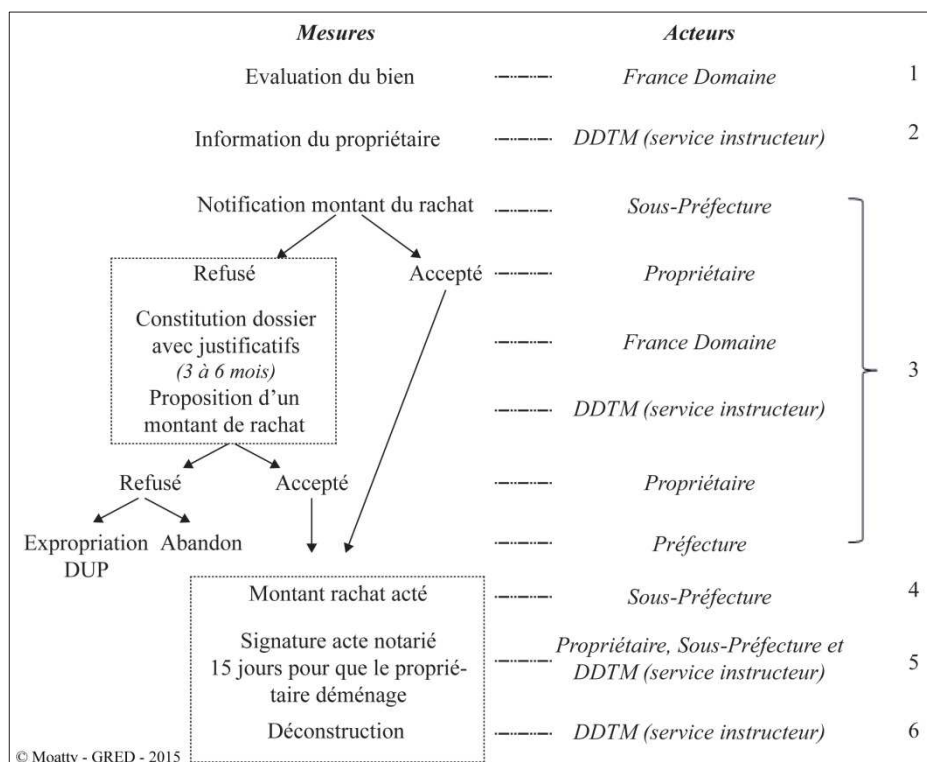 Mesures Acteurs
Evaluation du bien France Domaine 1
Information du propriétaire DDTM (service instructeur) 2
Notification montant du rachat Sous-Préfecture
Refusé Accepté Propriétaire
Constitution dossier
avec justificatifs
France Domaine
(3 à 6 mois)
3
Proposition d'un
montant de rachat
DDTM (service instructeur)
Refusé Accepté Propriétaire
Expropriation Abandon Préfecture
DUP
Montant rachat acté Sous-Préfecture 4
Signature acte notarié
15 jours pour que le proprié-
taire déménage
Propriétaire, Sous-Préfecture et
DDTM (service instructeur)
5
Déconstruction DDTM (service instructeur) 6
© Moatty - GRED - 2015